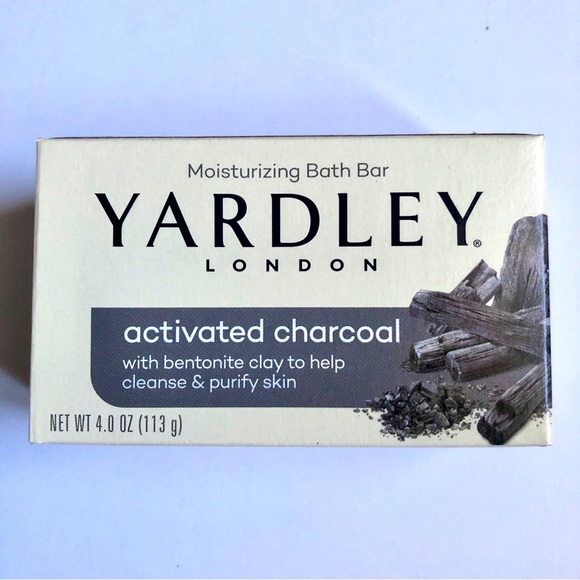 Moisturizing Bath Bar
YARDLEY®
LONDON
activated charcoal
with bentonite clay to help
cleanse & purify skin
NET WT 4.0 OZ (113 g)